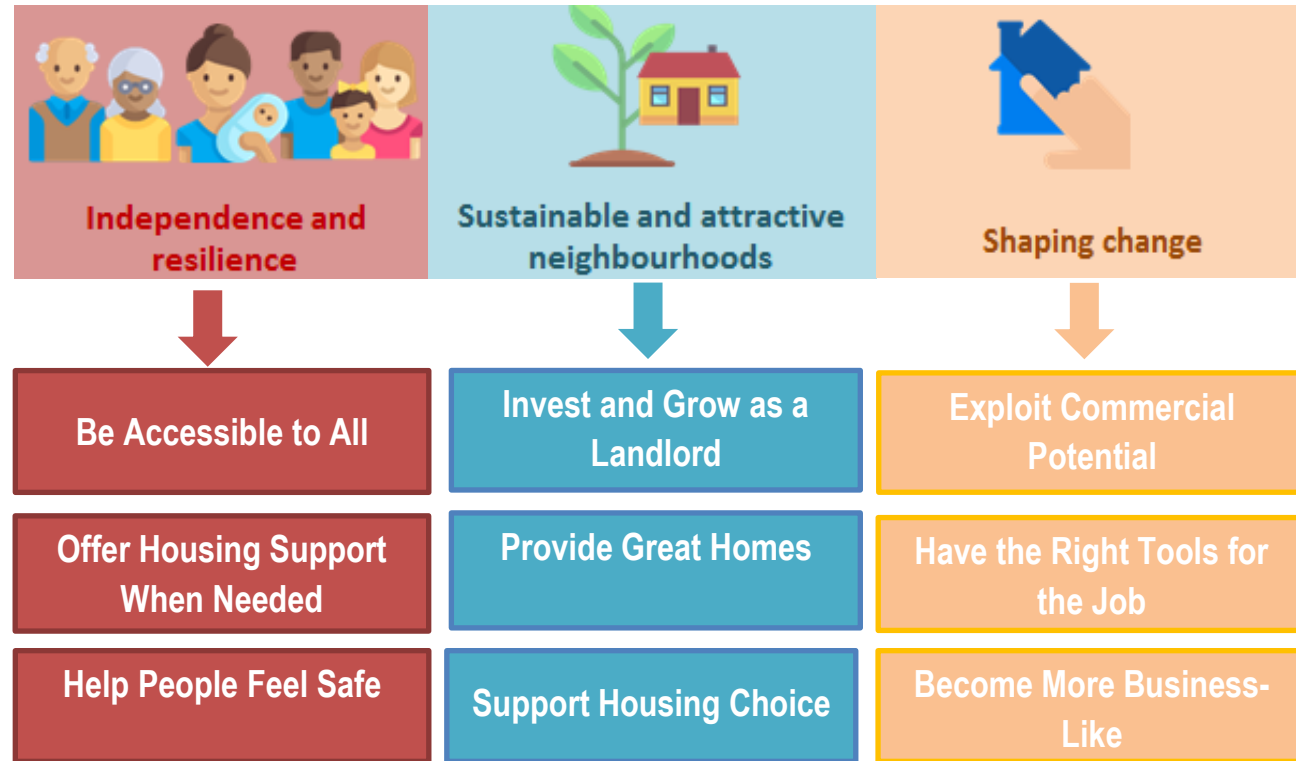 Independence and
resilience
Sustainable and attractive
neighbourhoods
Shaping change
Be Accessible to All
Invest and Grow as a
Landlord
Exploit Commercial
Potential
Offer Housing Support
When Needed
Provide Great Homes
Have the Right Tools for
the Job
Help People Feel Safe
Support Housing Choice
Become More Business-
Like